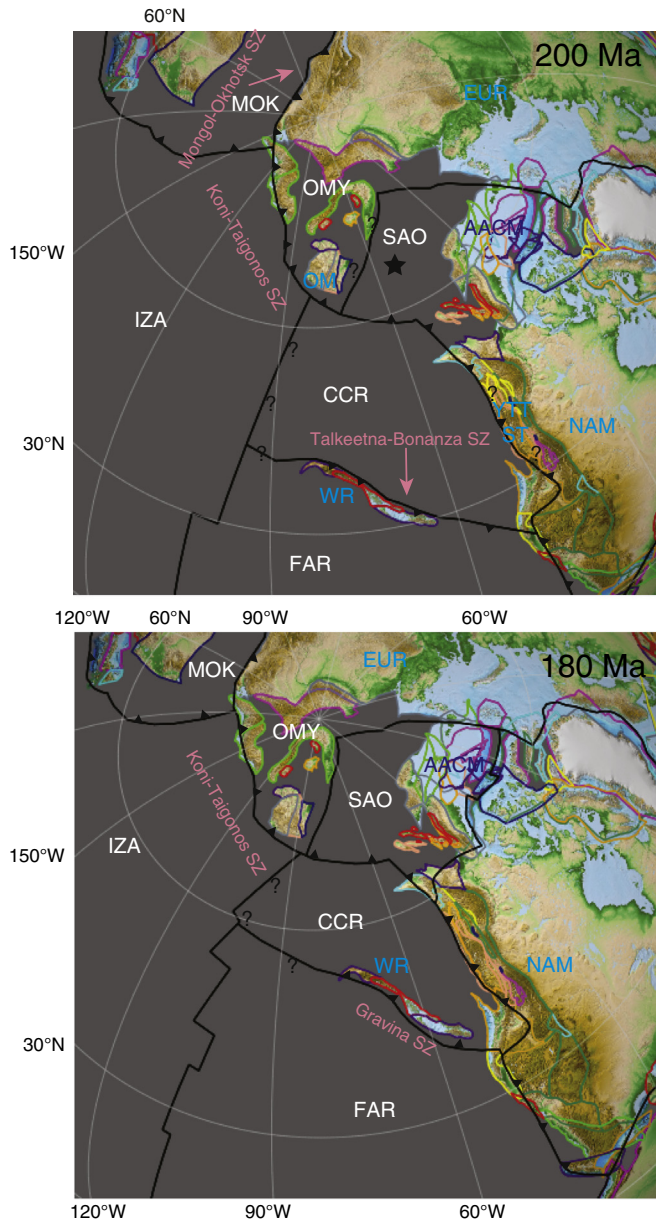 60°N
200 Ma
Mongol-Okhotsk SZ
MOK
EUR
Koni-Taigonos SZ
OMY
SAO
AACM
?
150°W
?
OM
IZA
?
CCR
?
YTT
ST
NAM
?
Talkeetna-Bonanza SZ
?
30°N
?
WR
FAR
120°W 60°N 90°W 60°W
180 Ma
MOK
EUR
OMY
AACM
Koni-Taigonos SZ
SAO
IZA
150°W
?
?
CCR
?
WR
NAM
Gravina SZ
30°N
FAR
120°W 90°W 60°W